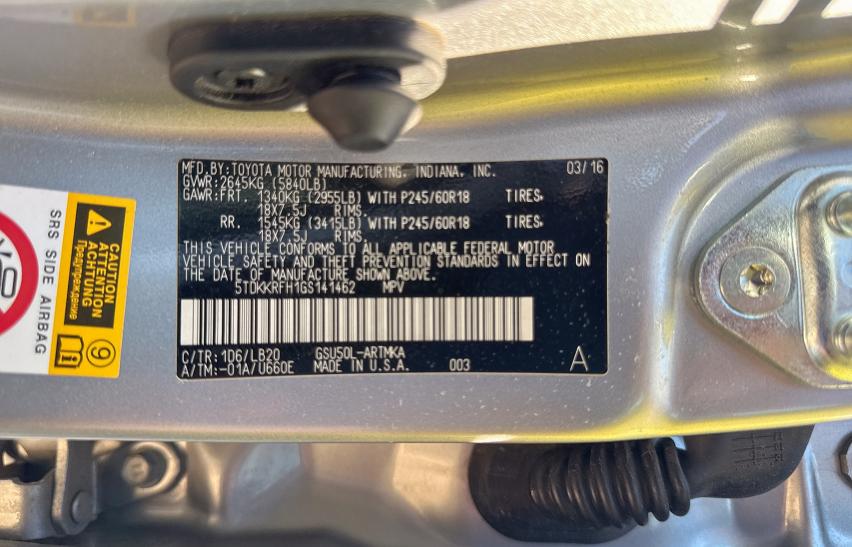 MFD.BY:TOYOTA MOTOR MANUFACTURING, INDIANA, INC. 03/16
GVWR:2645KG (5840LB)
GAWR:FRT. 1340KG (2955LB) WITH P245/60R18 TIRES,
18X7.5J RIMS.
RR. 1545KG (3415LB) WITH P245/60R18 TIRES,
18X7.5J RIMS.
THIS VEHICLE CONFORMS TO ALL APPLICABLE FEDERAL MOTOR
VEHICLE SAFETY AND THEFT PREVENTION STANDARDS IN EFFECT ON
THE DATE OF MANUFACTURE SHOWN ABOVE.
5TDKKRFH1GS141462 MPV
C/TR: 1D6/LB20 GSU50L-ARTMKA
A/TM:-01A/U660E MADE IN U.S.A. 003 A
SRS SIDE AIRBAG
CAUTION
ATTENTION
ACHTUNG
Предупреждение
9